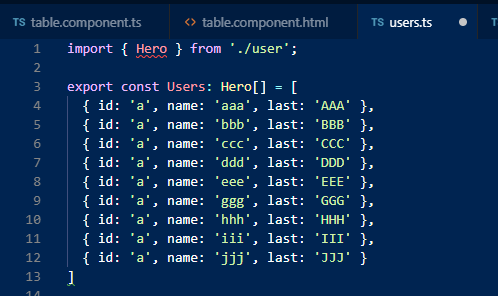 TS table.component.ts <> table.component.html TS users.ts
1 import { Hero } from './user';
2
3 export const Users: Hero[] = [
4 { id: 'a', name: 'aaa', last: 'AAA' },
5 { id: 'a', name: 'bbb', last: 'BBB' },
6 { id: 'a', name: 'ccc', last: 'CCC' },
7 { id: 'a', name: 'ddd', last: 'DDD' },
8 { id: 'a', name: 'eee', last: 'EEE' },
9 { id: 'a', name: 'ggg', last: 'GGG' },
10 { id: 'a', name: 'hhh', last: 'HHH' },
11 { id: 'a', name: 'iii', last: 'III' },
12 { id: 'a', name: 'jjj', last: 'JJJ' }
13 ]
14